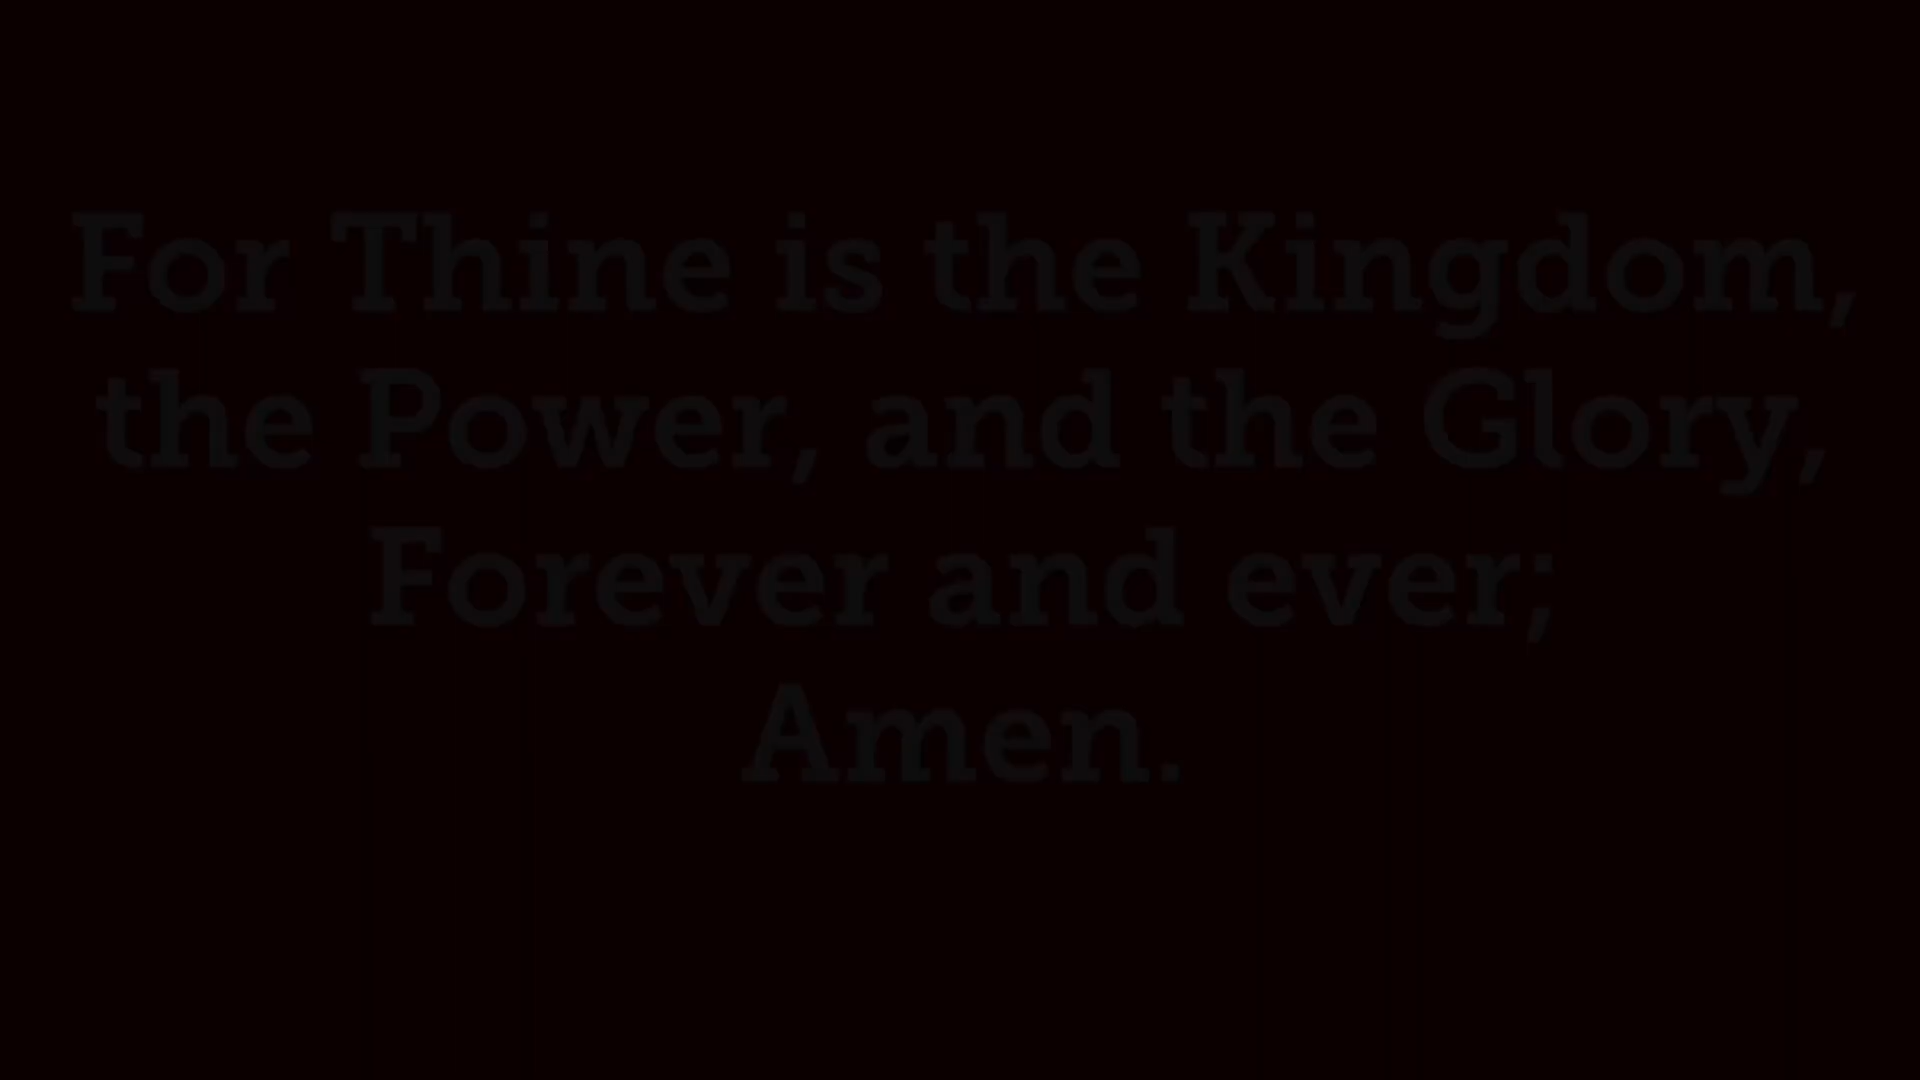 For Thine is the Kingdom,
the Power, and the Glory,
Forever and ever;
Amen.